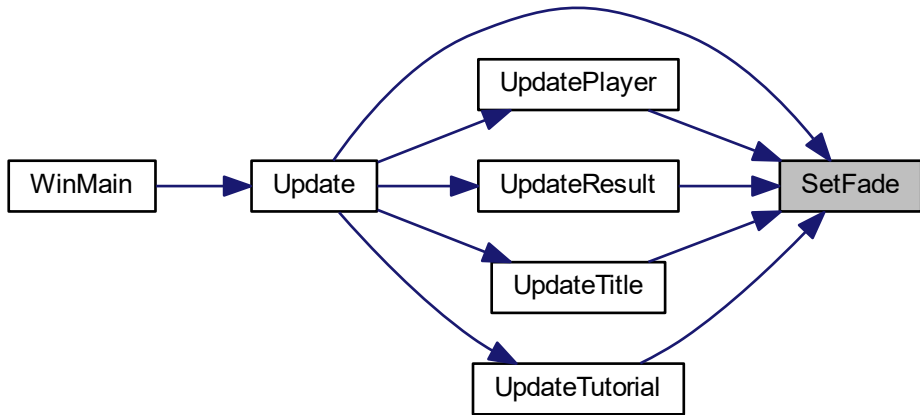 WinMain
Update
UpdatePlayer
UpdateResult
UpdateTitle
UpdateTutorial
SetFade